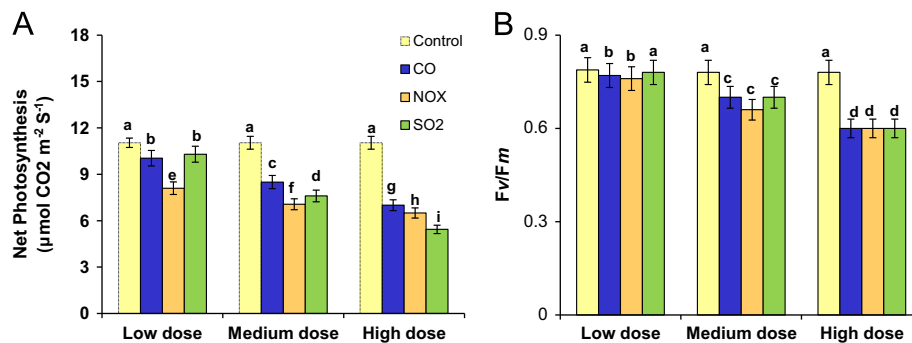 A
Net Photosynthesis
(µmol CO2 m⁻² S⁻¹)
18
15
12
9
6
3
0
Control
CO
NOX
SO2
a b e b
a c f d
a g h i
Low dose Medium dose High dose
B
Fv/Fm
0.9
0.6
0.3
0
a b b a
a c c c
a d d d
Low dose Medium dose High dose